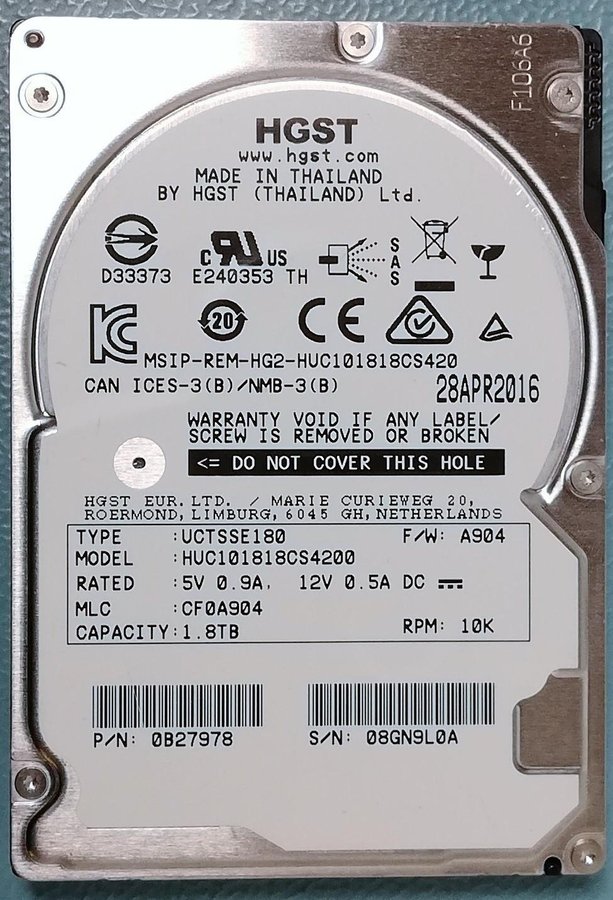 F106A6
HGST
www.hgst.com
MADE IN THAILAND
BY HGST (THAILAND) Ltd.
D33373
c RU US
E240353 TH
SAS
20
CE
MSIP-REM-HG2-HUC101818CS420
CAN ICES-3(B)/NMB-3(B)
28APR2016
WARRANTY VOID IF ANY LABEL/
SCREW IS REMOVED OR BROKEN
<= DO NOT COVER THIS HOLE
HGST EUR.LTD. / MARIE CURIEWEG 20,
ROERMOND, LIMBURG, 6045 GH, NETHERLANDS
TYPE :UCTSSE180 F/W: A904
MODEL :HUC101818CS4200
RATED :5V 0.9A, 12V 0.5A DC
MLC :CF0A904
CAPACITY:1.8TB RPM: 10K
P/N: 0B27978 S/N: 08GN9L0A